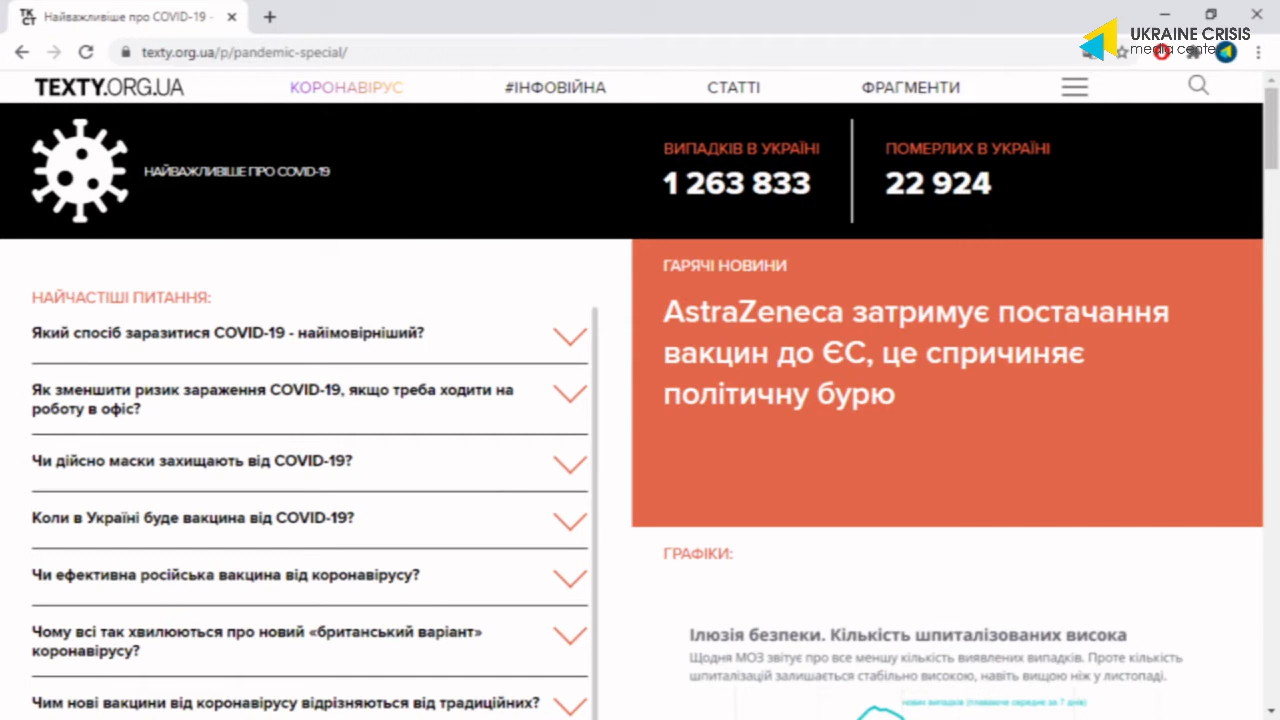 Найважливіше про COVID-19 -
texty.org.ua/p/pandemic-special/
UKRAINE CRISIS
media center
TEXTY.ORG.UA
КОРОНАВІРУС
#ІНФОВІЙНА
СТАТТІ
ФРАГМЕНТИ
НАЙВАЖЛИВІШЕ ПРО COVID-19
ВИПАДКІВ В УКРАЇНІ
1 263 833
ПОМЕРЛИХ В УКРАЇНІ
22 924
НАЙЧАСТІШІ ПИТАННЯ:
Який спосіб заразитися COVID-19 - найімовірніший?
Як зменшити ризик зараження COVID-19, якщо треба ходити на
роботу в офіс?
Чи дійсно маски захищають від COVID-19?
Коли в Україні буде вакцина від COVID-19?
Чи ефективна російська вакцина від коронавірусу?
Чому всі так хвилюються про новий «британський варіант»
коронавірусу?
Чим нові вакцини від коронавірусу відрізняються від традиційних?
ГАРЯЧІ НОВИНИ
AstraZeneca затримує постачання
вакцин до ЄС, це спричиняє
політичну бурю
ГРАФІКИ:
Ілюзія безпеки. Кількість шпиталізованих висока
Щодня МОЗ звітує про все меншу кількість виявлених випадків. Проте кількість
шпиталізацій залишається стабільно високою, навіть вищою ніж у листопаді.
нових випадків (плаваюче середнє за 7 днів)